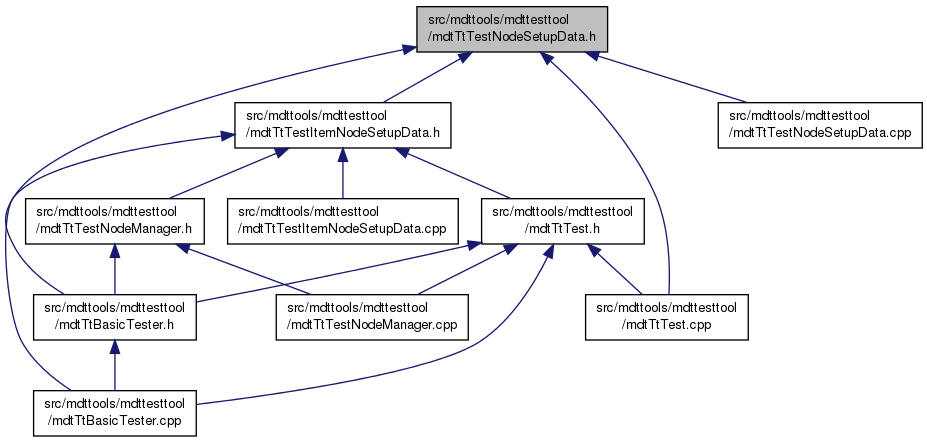 src/mdttools/mdttesttool
/mdtTtTestNodeSetupData.h
src/mdttools/mdttesttool
/mdtTtTestItemNodeSetupData.h
src/mdttools/mdttesttool
/mdtTtTestNodeSetupData.cpp
src/mdttools/mdttesttool
/mdtTtTestNodeManager.h
src/mdttools/mdttesttool
/mdtTtTestItemNodeSetupData.cpp
src/mdttools/mdttesttool
/mdtTtTest.h
src/mdttools/mdttesttool
/mdtTtBasicTester.h
src/mdttools/mdttesttool
/mdtTtTestNodeManager.cpp
src/mdttools/mdttesttool
/mdtTtTest.cpp
src/mdttools/mdttesttool
/mdtTtBasicTester.cpp